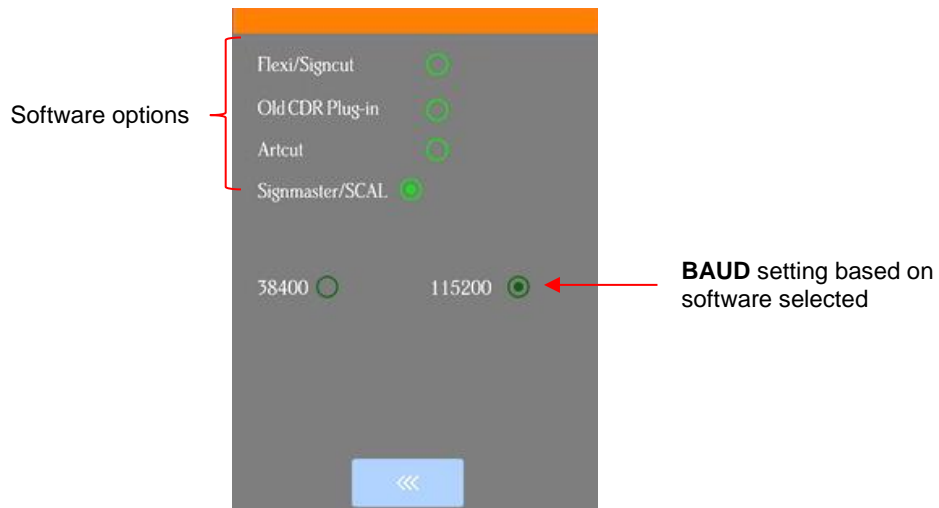 Software options
Flexi/Signcut
Old CDR Plug-in
Artcut
Signmaster/SCAL
38400
115200
BAUD setting based on
software selected